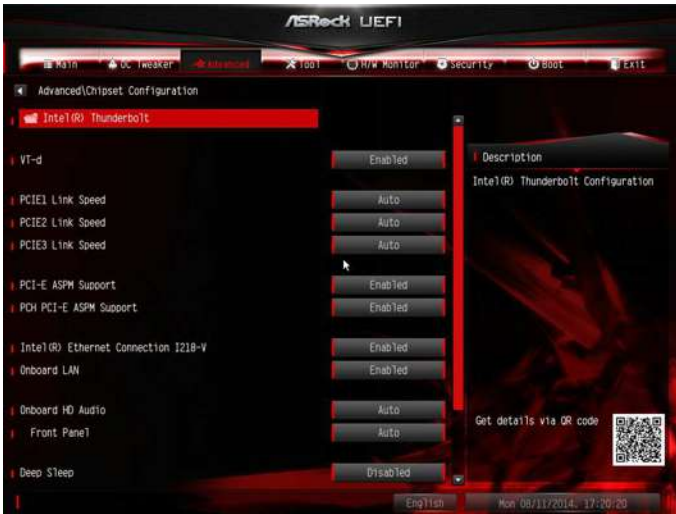 ASRock UEFI
Main OC Tweaker Advanced Tool H/W Monitor Security Boot Exit
Advanced\Chipset Configuration
Intel(R) Thunderbolt
VT-d Enabled
Description
Intel(R) Thunderbolt Configuration
PCIE1 Link Speed Auto
PCIE2 Link Speed Auto
PCIE3 Link Speed Auto
PCI-E ASPM Support Enabled
PCH PCI-E ASPM Support Enabled
Intel(R) Ethernet Connection I218-V Enabled
Onboard LAN Enabled
Onboard HD Audio Auto
Front Panel Auto
Get details via QR code
Deep Sleep Disabled
English Mon 08/11/2014. 17:20:20